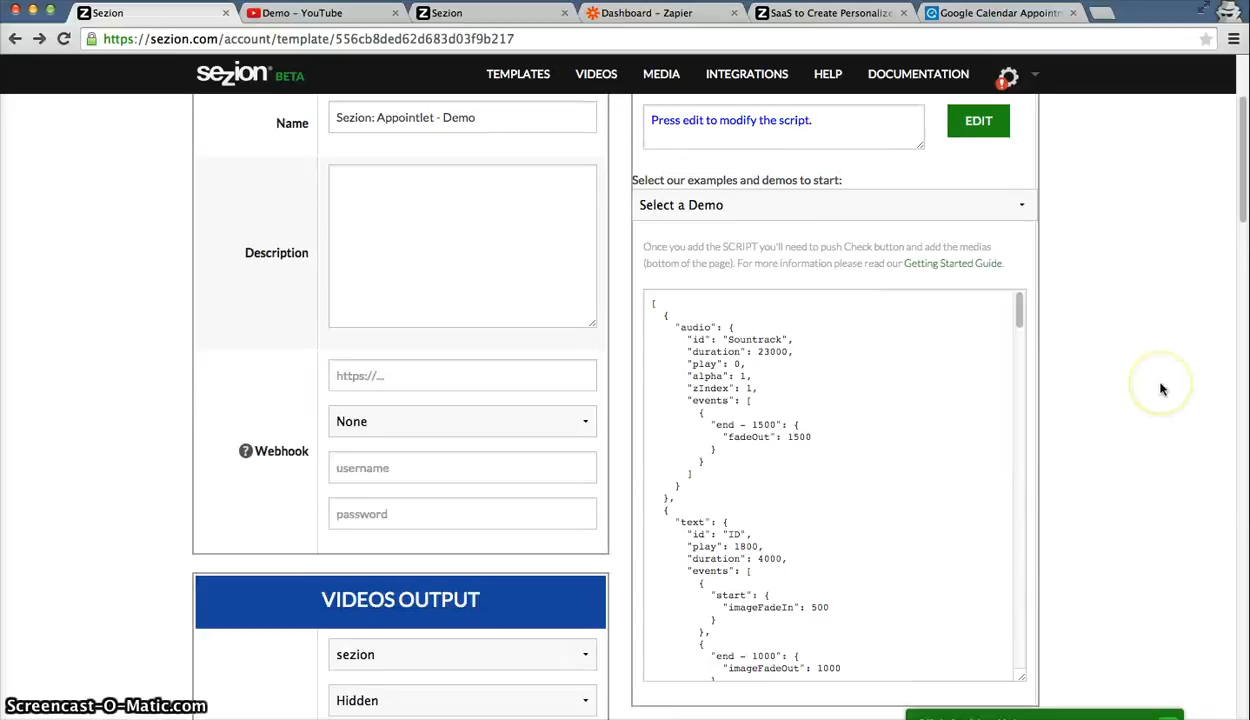 Sezion
Demo - YouTube
Sezion
Dashboard - Zapier
SaaS to Create Personalize
Google Calendar Appointm
https://sezion.com/account/template/556cb8ded62d683d03f9b217
sezion BETA
TEMPLATES
VIDEOS
MEDIA
INTEGRATIONS
HELP
DOCUMENTATION
Name
Sezion: Appointlet - Demo
Description
https://...
None
? Webhook
username
password
VIDEOS OUTPUT
sezion
Hidden
Press edit to modify the script.
EDIT
Select our examples and demos to start:
Select a Demo
Once you add the SCRIPT you'll need to push Check button and add the medias
(bottom of the page). For more information please read our Getting Started Guide.
[
{
"audio": {
"id": "Sountrack",
"duration": 23000,
"play": 0,
"alpha": 1,
"zIndex": 1,
"events": [
{
"end - 1500": {
"fadeOut": 1500
}
}
]
}
},
{
"text": {
"id": "ID",
"play": 1800,
"duration": 4000,
"events": [
{
"start": {
"imageFadeIn": 500
}
},
{
"end - 1000": {
"imageFadeOut": 1000
Screencast-O-Matic.com